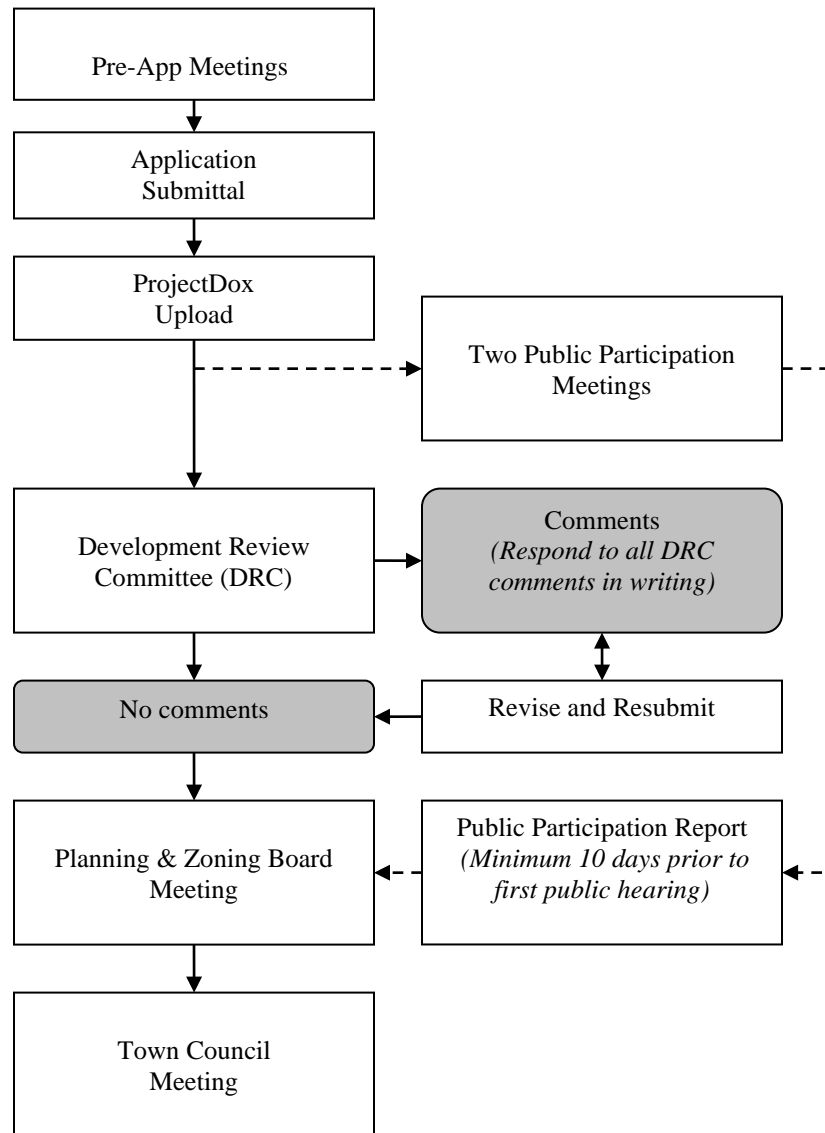 Pre-App Meetings
Application
Submittal
ProjectDox
Upload
Two Public Participation
Meetings
Development Review
Committee (DRC)
Comments
(Respond to all DRC
comments in writing)
No comments
Revise and Resubmit
Planning & Zoning Board
Meeting
Public Participation Report
(Minimum 10 days prior to
first public hearing)
Town Council
Meeting